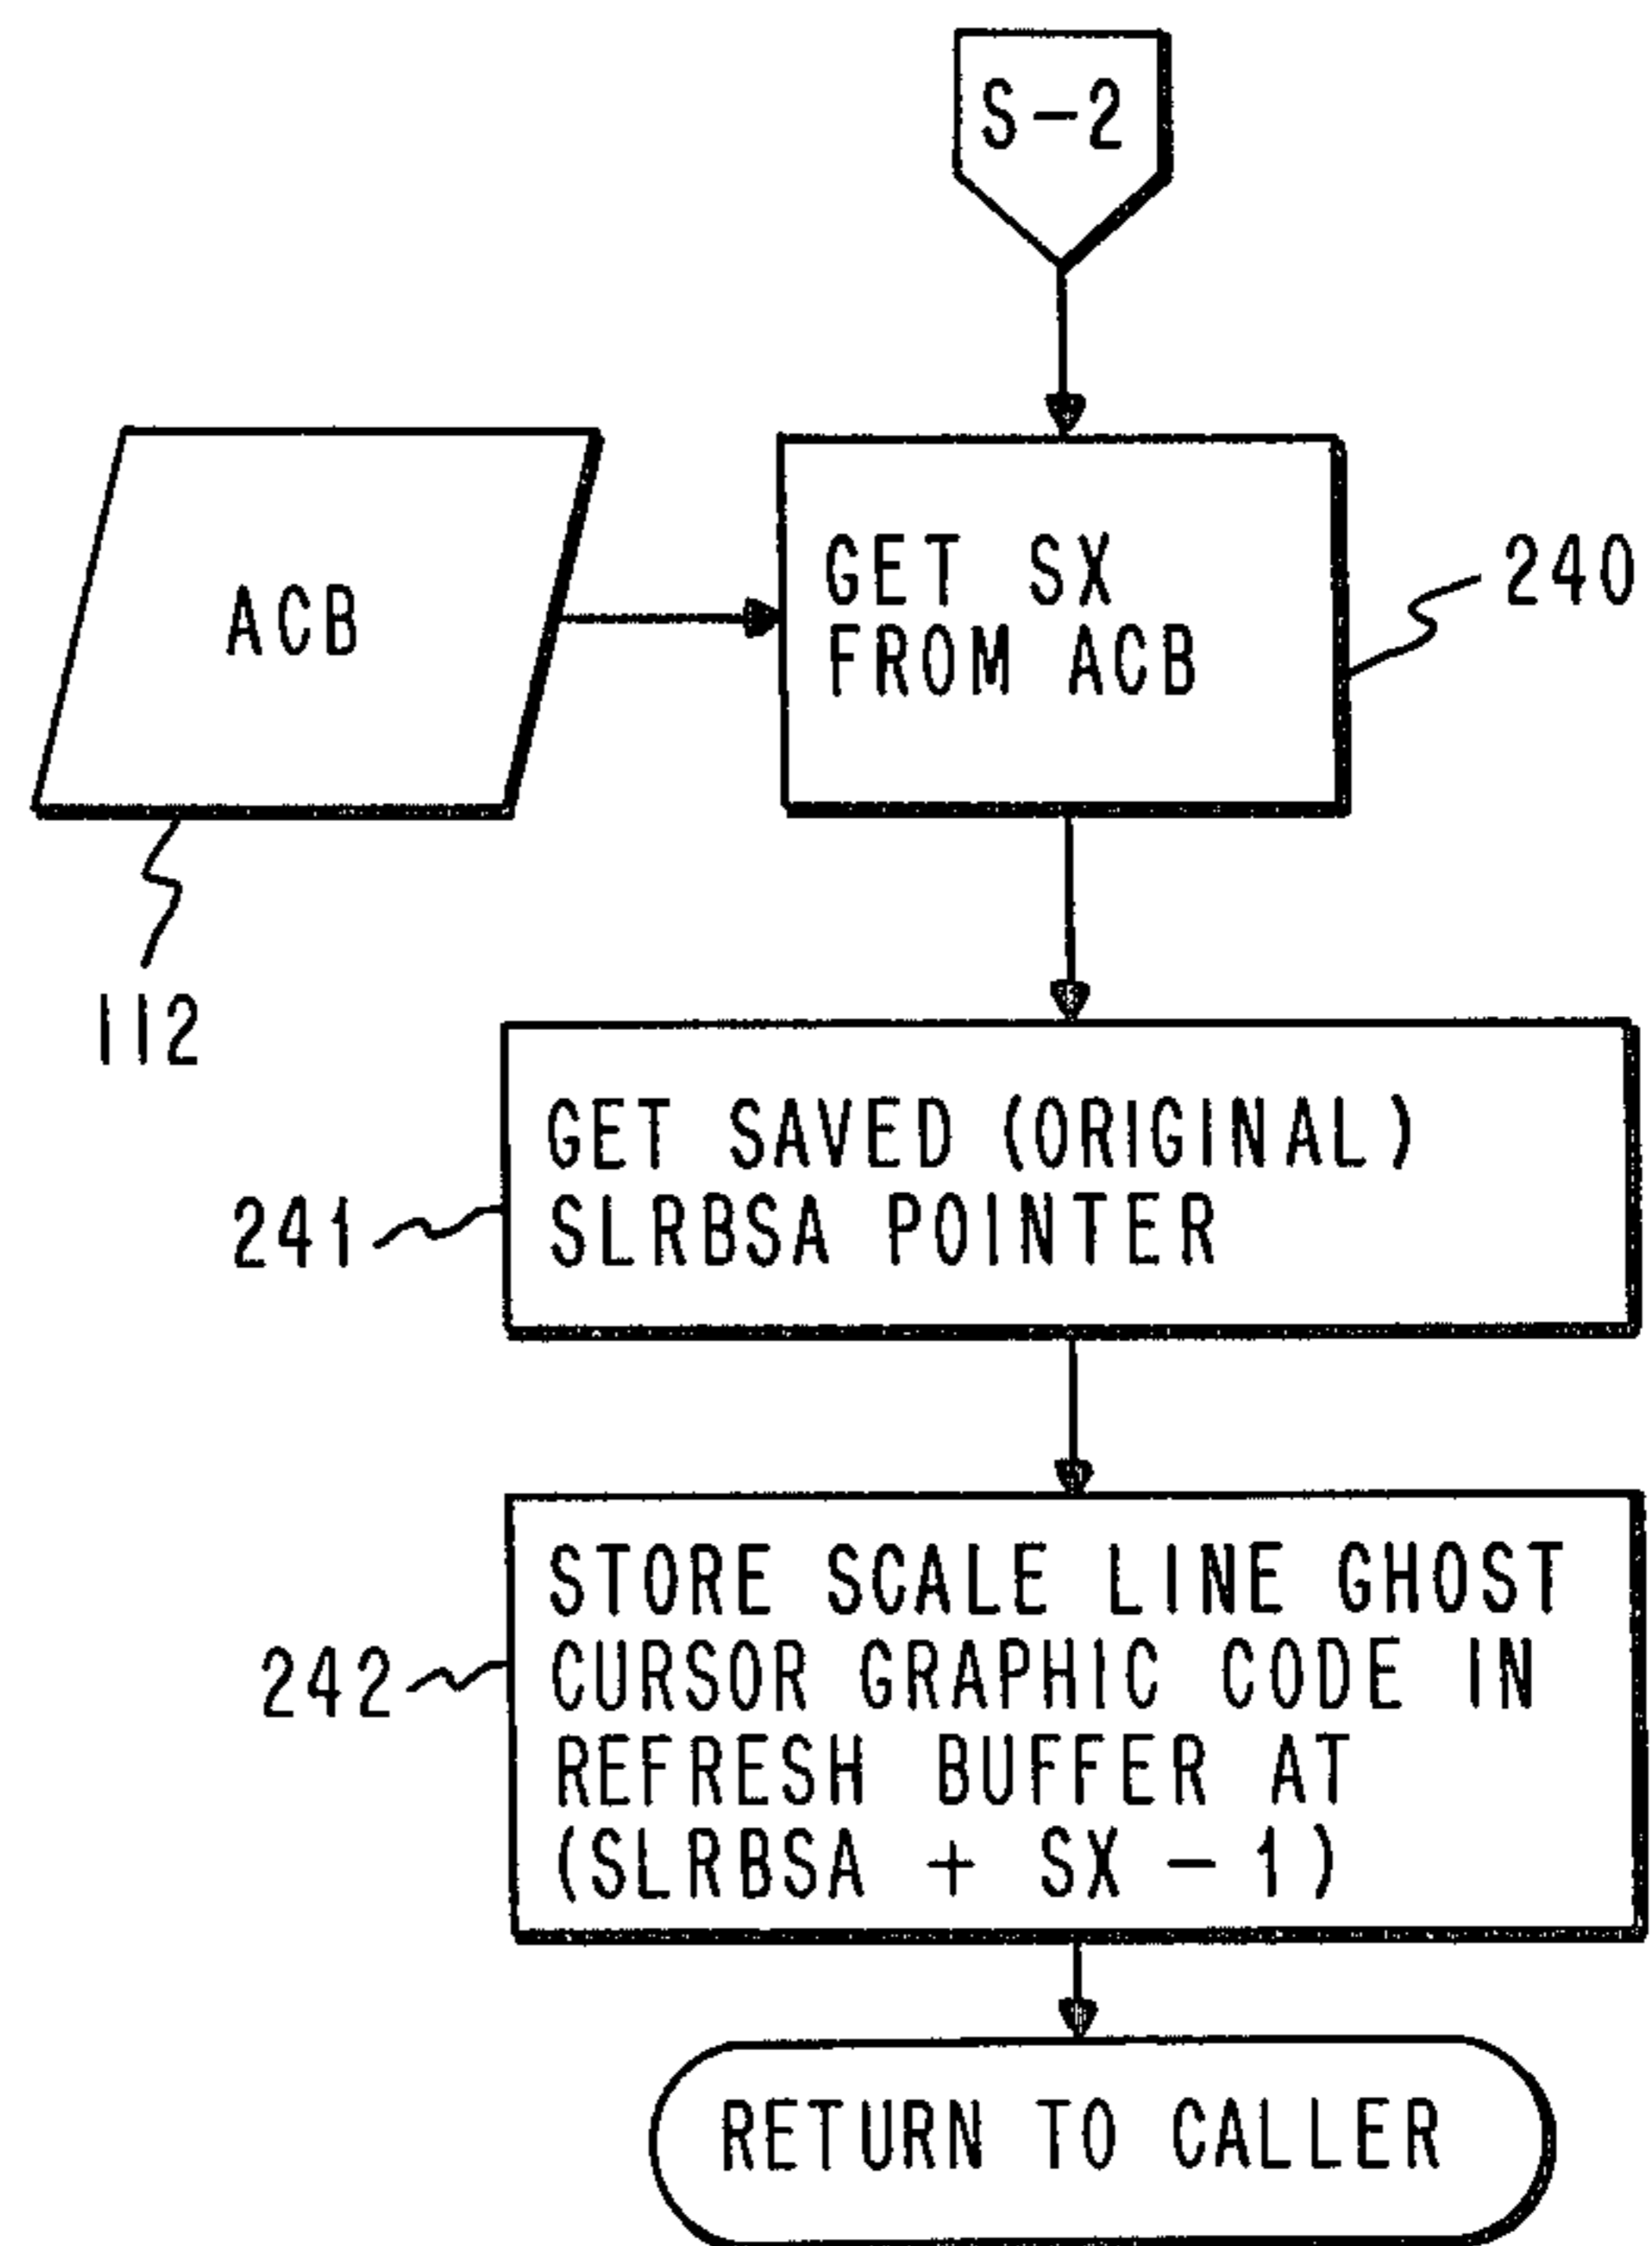 S-2
ACB
GET SX
FROM ACB
240
112
GET SAVED (ORIGINAL)
SLRBSA POINTER
241
STORE SCALE LINE GHOST
CURSOR GRAPHIC CODE IN
REFRESH BUFFER AT
(SLRBSA + SX - 1)
242
RETURN TO CALLER